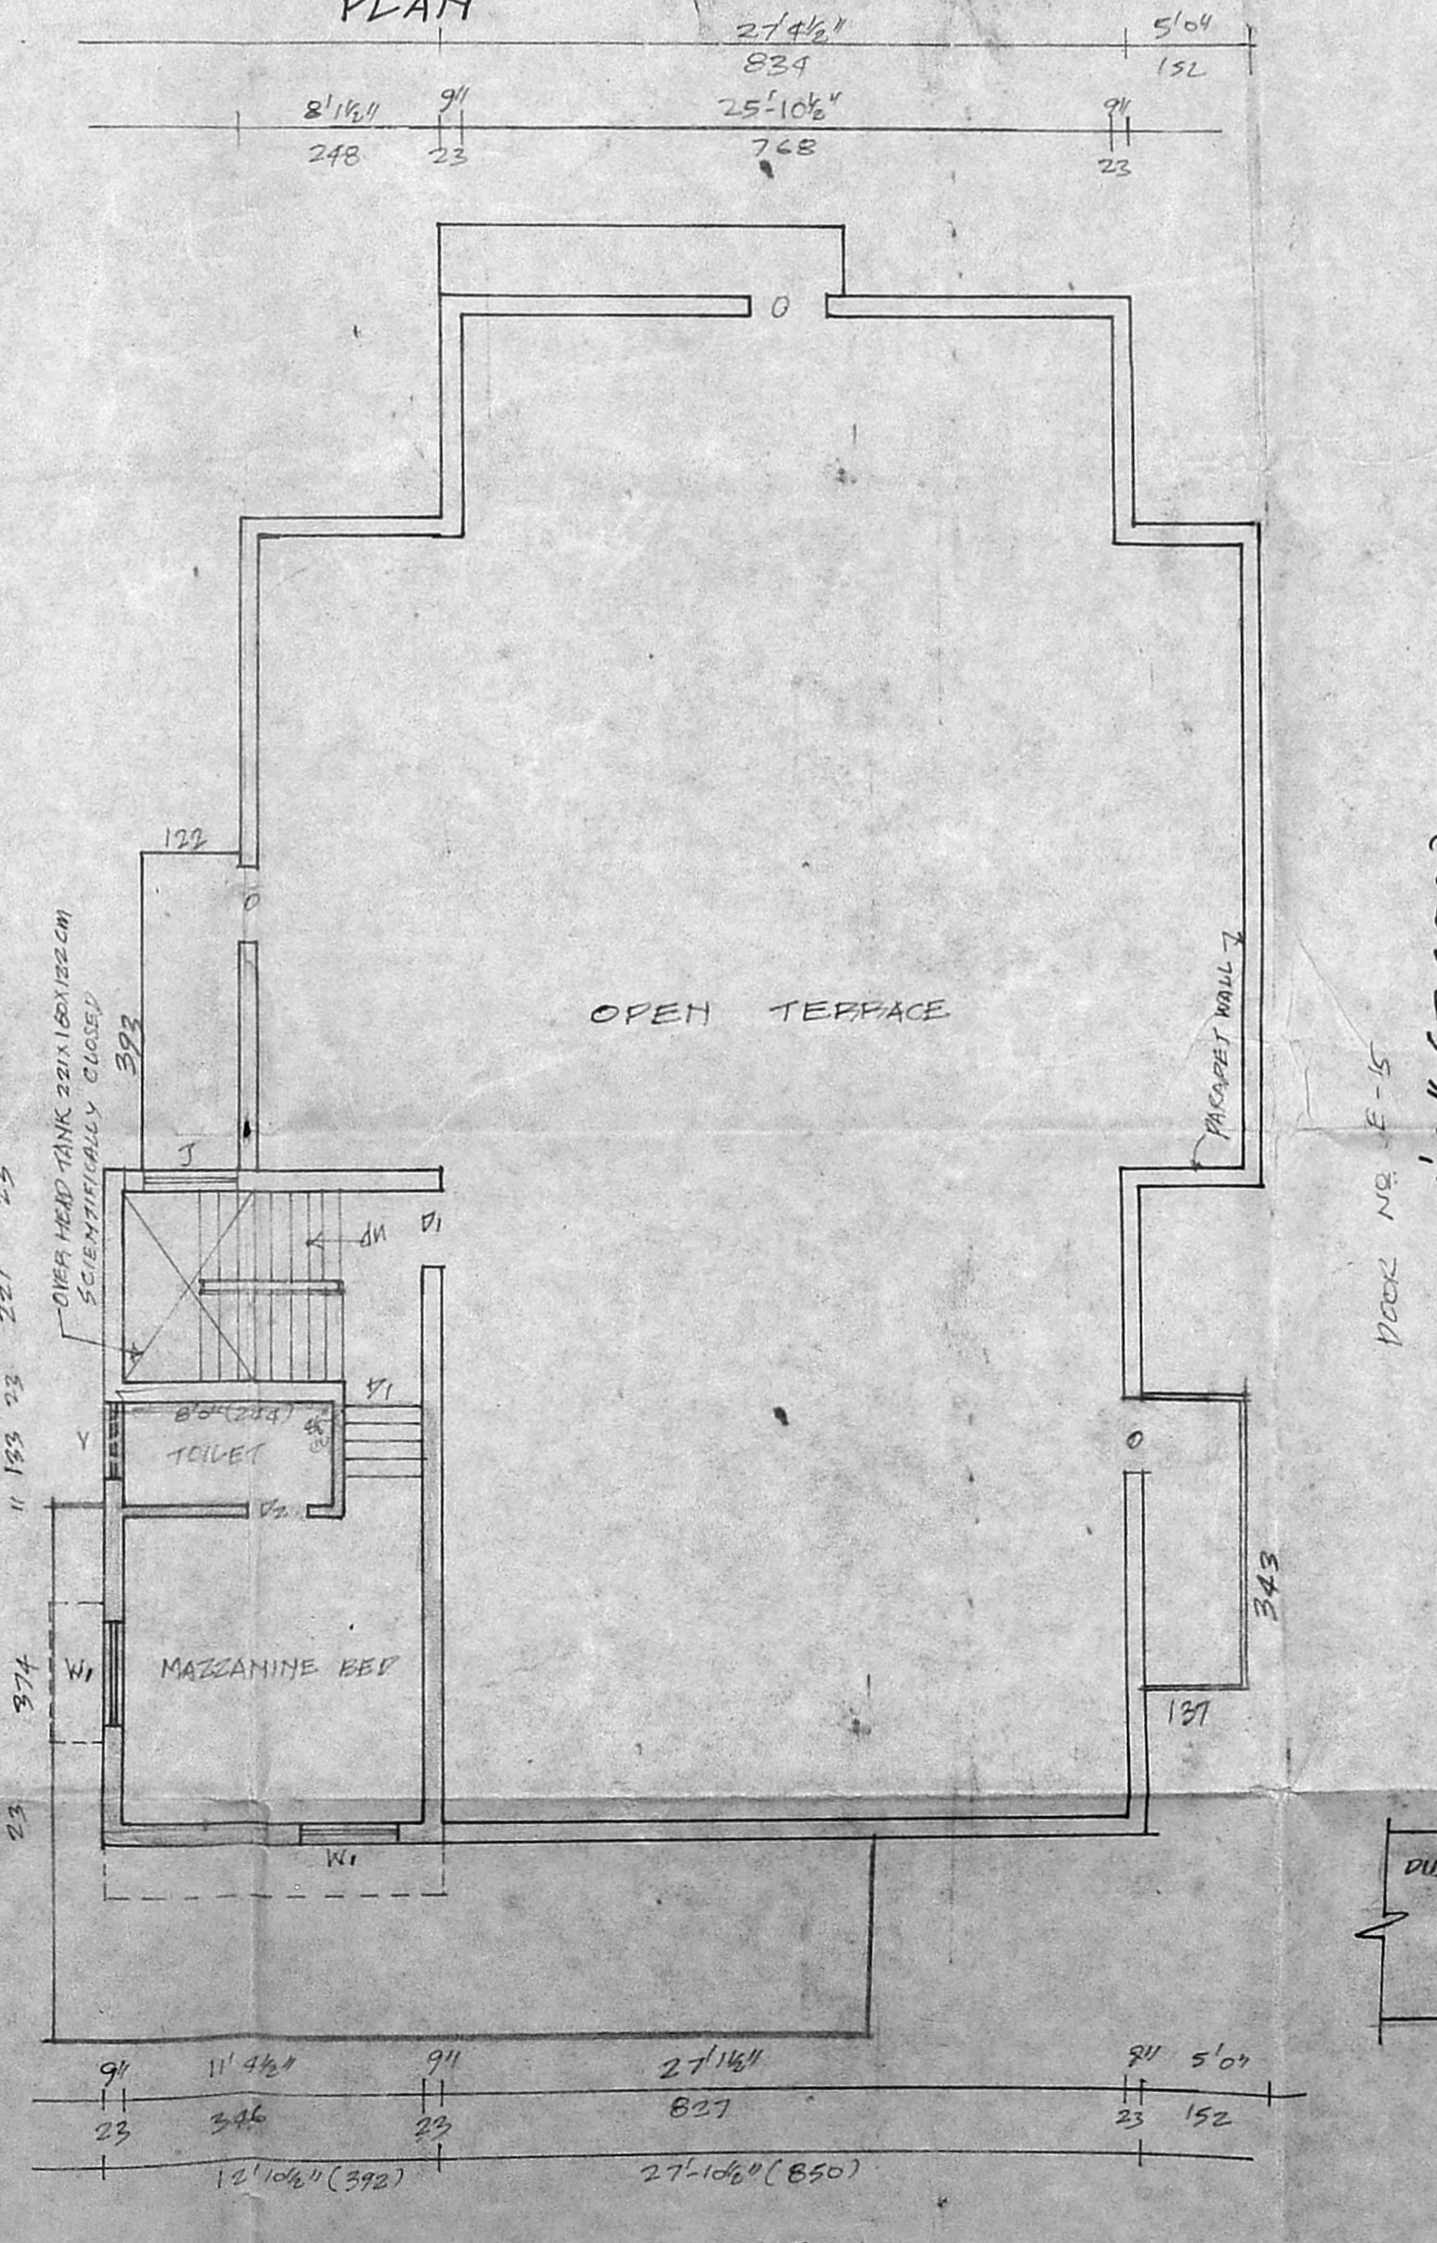 PLAN
27'4½" 5'0"
834 152
8'1½" 9" 25'-10½" 9"
248 23 768 23
O
122
O
393
OVER HEAD TANK 221X180X122CM
SCIENTIFICALLY CLOSED
OPEN TERRACE
PARAPET WALL
DOOR NO E-15
J
UP
D1
D1
23
221
23
133
11
374
23
Y
8'0"(244)
TOILET
D2
O
343
137
W1
MAZZANINE BED
W1
9" 11'4½" 9" 27'1½" 9" 5'0"
23 346 23 827 23 152
12'10½"(392) 27'-10½"(850)